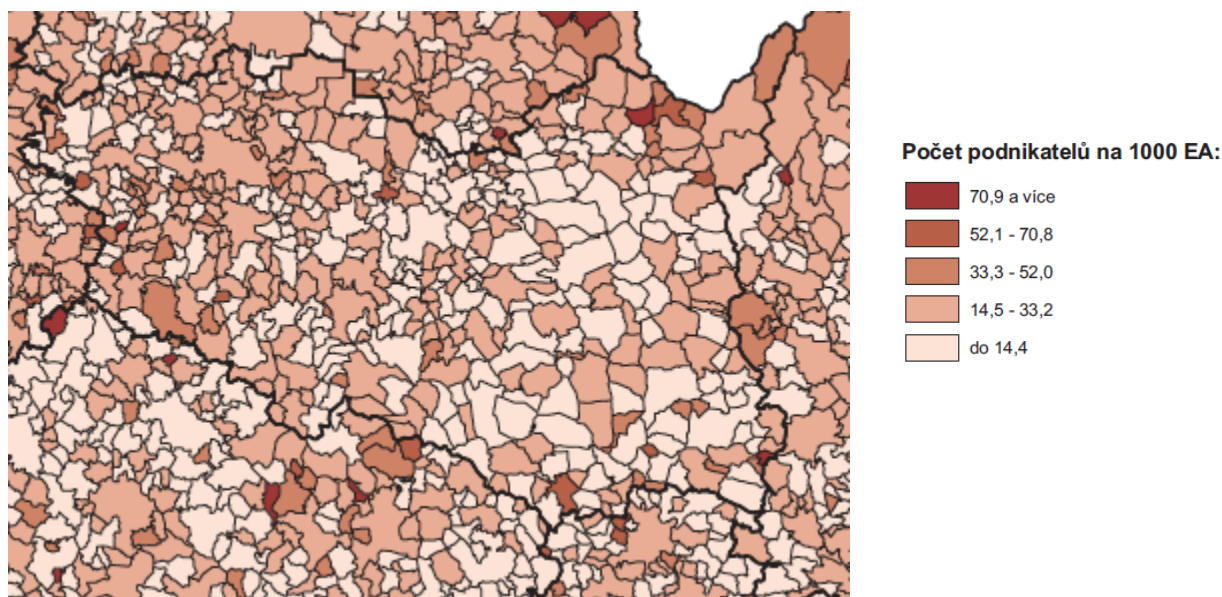 Počet podnikatelů na 1000 EA:
70,9 a více
52,1 - 70,8
33,3 - 52,0
14,5 - 33,2
do 14,4